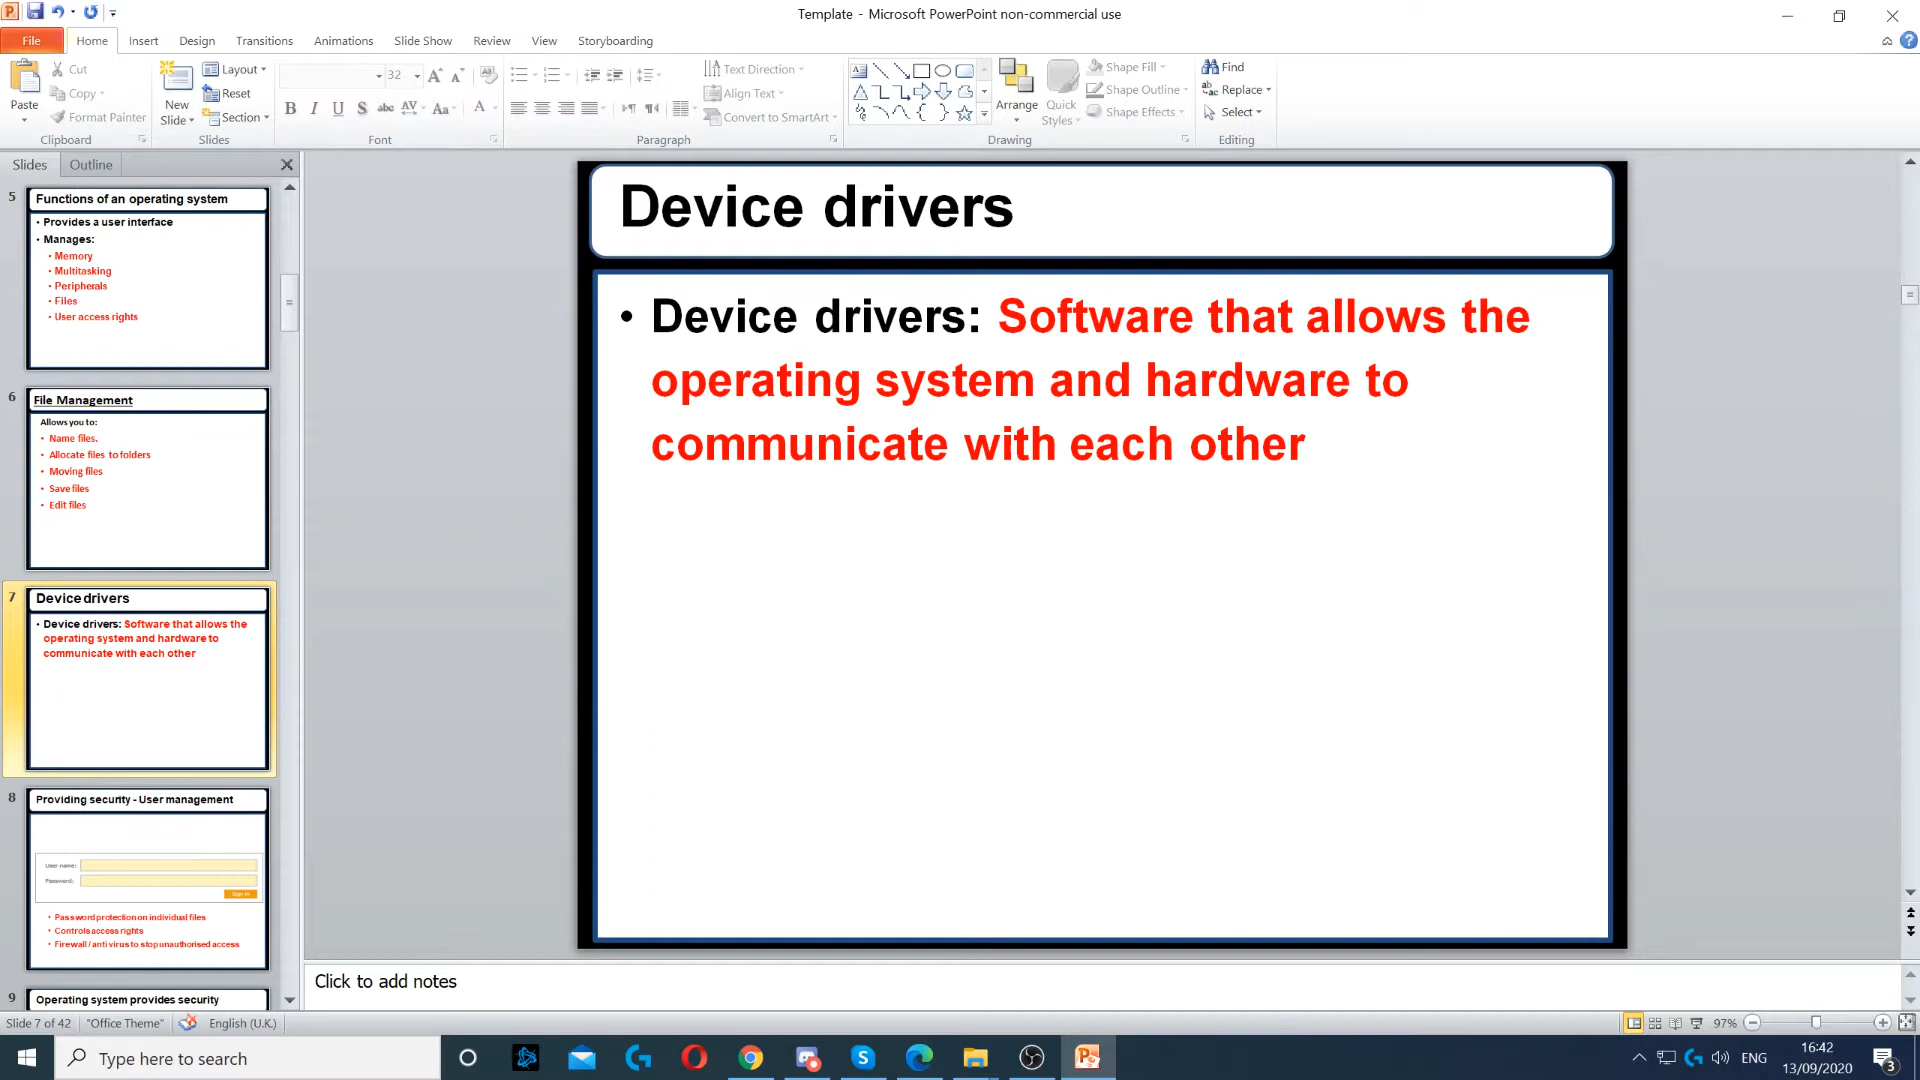 Template - Microsoft PowerPoint non-commercial use
File Home Insert Design Transitions Animations Slide Show Review View Storyboarding
Paste
Cut
Copy
Format Painter
Clipboard
New Slide
Layout
Reset
Section
Slides
32
Font
Text Direction
Align Text
Convert to SmartArt
Paragraph
Arrange
Quick Styles
Shape Fill
Shape Outline
Shape Effects
Drawing
Find
Replace
Select
Editing
Slides Outline
5
Functions of an operating system
• Provides a user interface
• Manages:
• Memory
• Multitasking
• Peripherals
• Files
• User access rights
6
File Management
Allows you to:
• Name files.
• Allocate files to folders
• Moving files
• Save files
• Edit files
7
Device drivers
• Device drivers: Software that allows the
operating system and hardware to
communicate with each other
8
Providing security - User management
User name:
Password:
Sign in
• Password protection on individual files
• Controls access rights
• Firewall / anti virus to stop unauthorised access
9
Operating system provides security
Device drivers
• Device drivers: Software that allows the
operating system and hardware to
communicate with each other
Click to add notes
Slide 7 of 42 "Office Theme" English (U.K.) 97%
Type here to search
ENG
16:42
13/09/2020
3